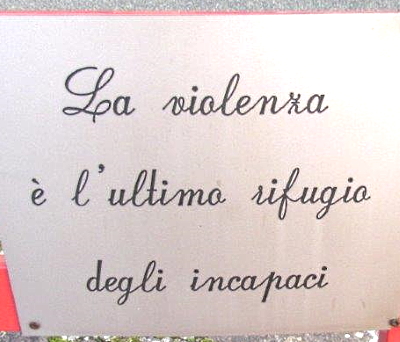 La violenza
è l'ultimo rifugio
degli incapaci